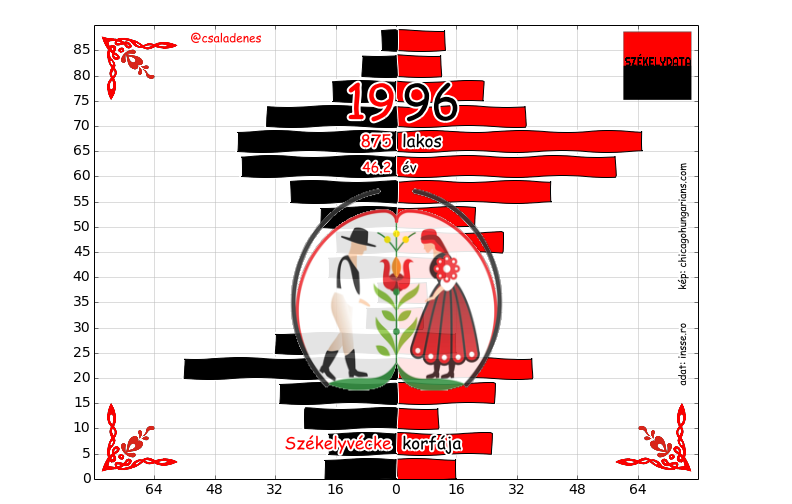 @csaladenes
SZÉKELYDATA
1996
875 lakos
46.2 év
kép: chicagohungarians.com
adat: insse.ro
Székelyvécke korfája
85
80
75
70
65
60
55
50
45
40
35
30
25
20
15
10
5
0
64 48 32 16 0 16 32 48 64